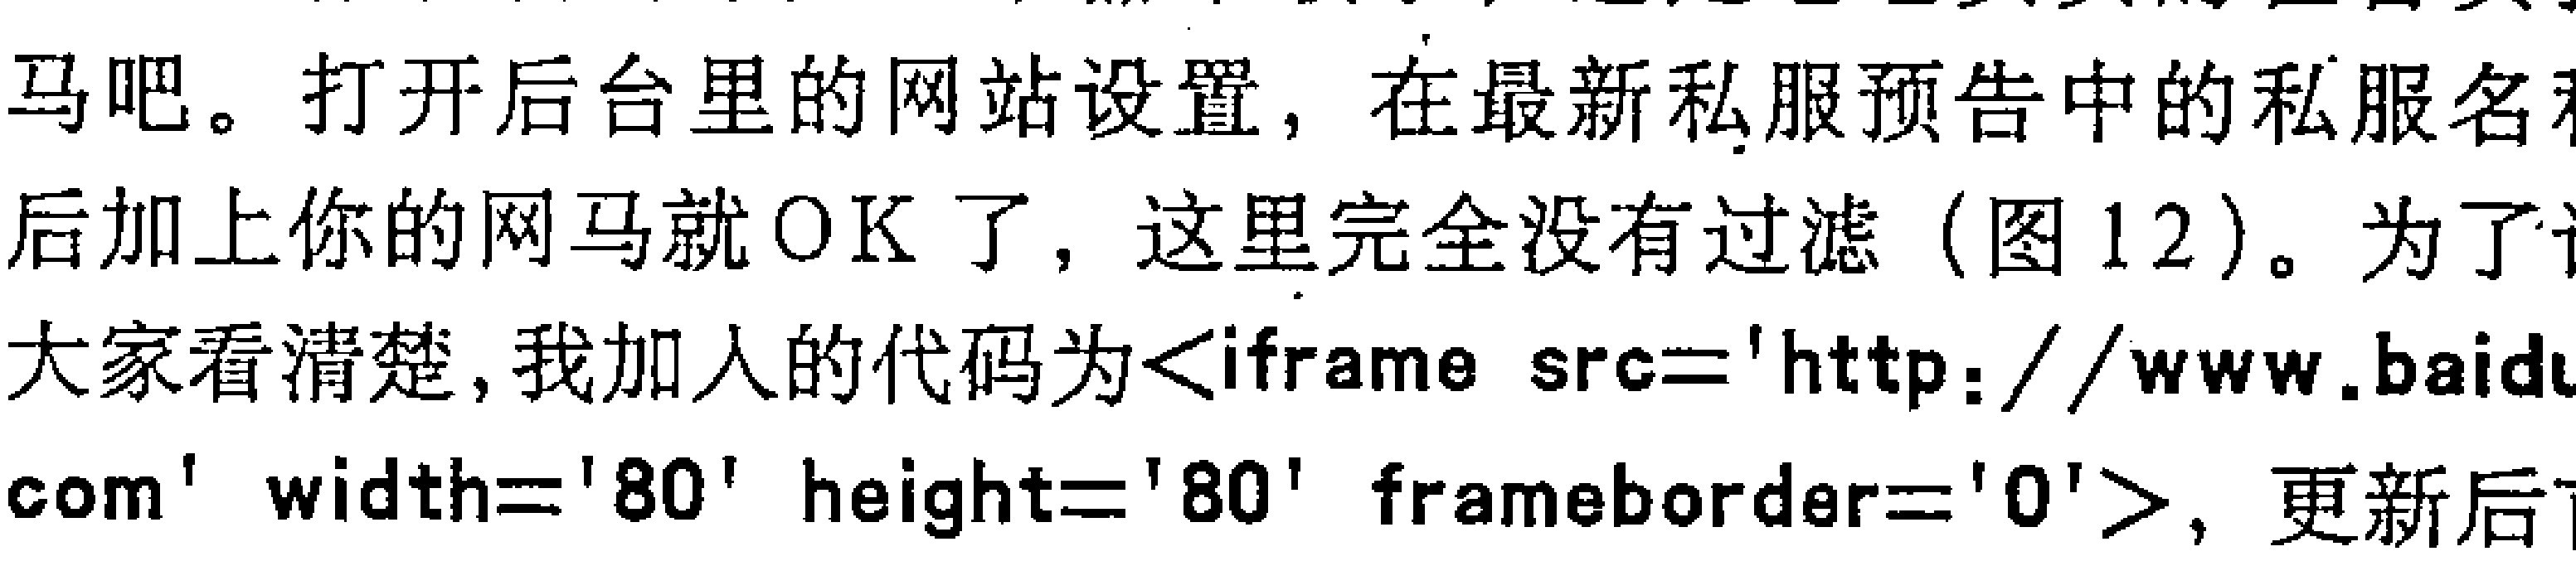 马吧。打开后台里的网站设置，在最新私服预告中的私服名
后加上你的网马就OK了，这里完全没有过滤（图12）。为了
大家看清楚,我加人的代码为<iframe src='http://www.baidu
com' width='80' height='80' frameborder='0'>，更新后